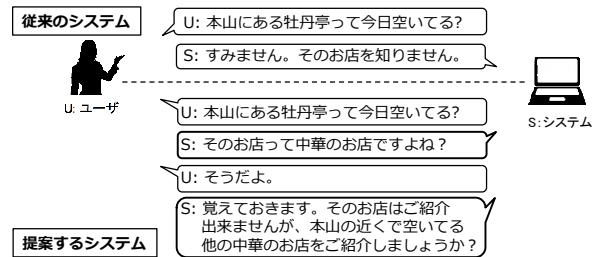 従来のシステム
U: 本山にある牡丹亭って今日空いてる?
S: すみません。そのお店を知りません。
U: ユーザ
S:システム
U: 本山にある牡丹亭って今日空いてる?
S: そのお店って中華のお店ですよね？
U: そうだよ。
S: 覚えておきます。そのお店はご紹介
出来ませんが、本山の近くで空いてる
他の中華のお店をご紹介しましょうか？
提案するシステム